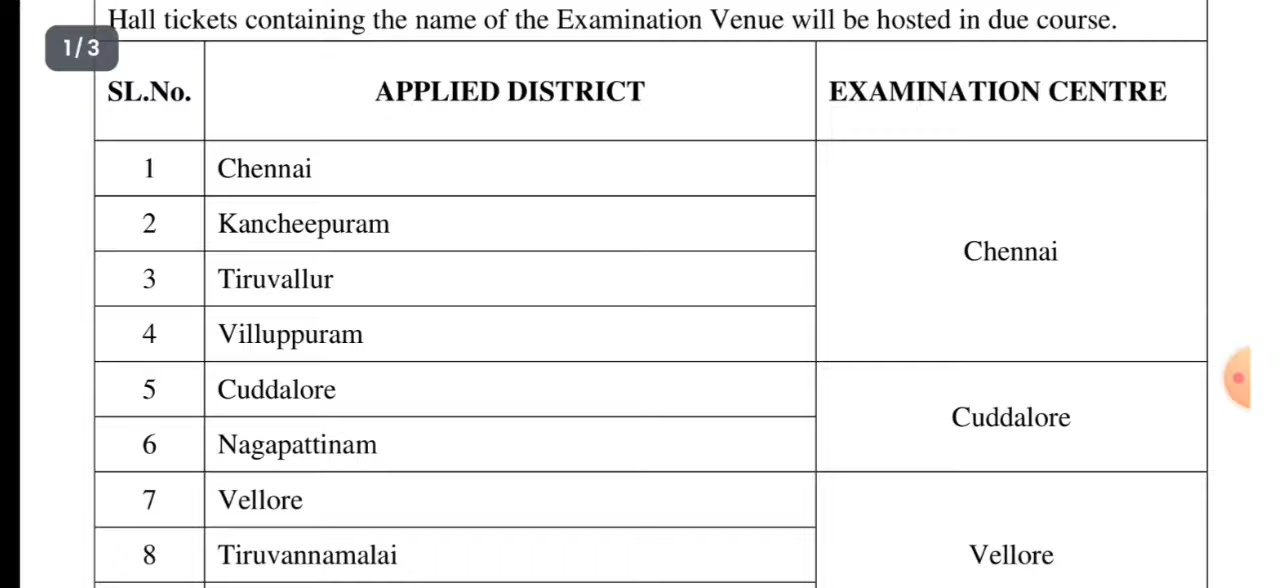 Hall tickets containing the name of the Examination Venue will be hosted in due course.
1/3
SL.No. APPLIED DISTRICT EXAMINATION CENTRE
1 Chennai
2 Kancheepuram
Chennai
3 Tiruvallur
4 Villuppuram
5 Cuddalore
Cuddalore
6 Nagapattinam
7 Vellore
8 Tiruvannamalai Vellore